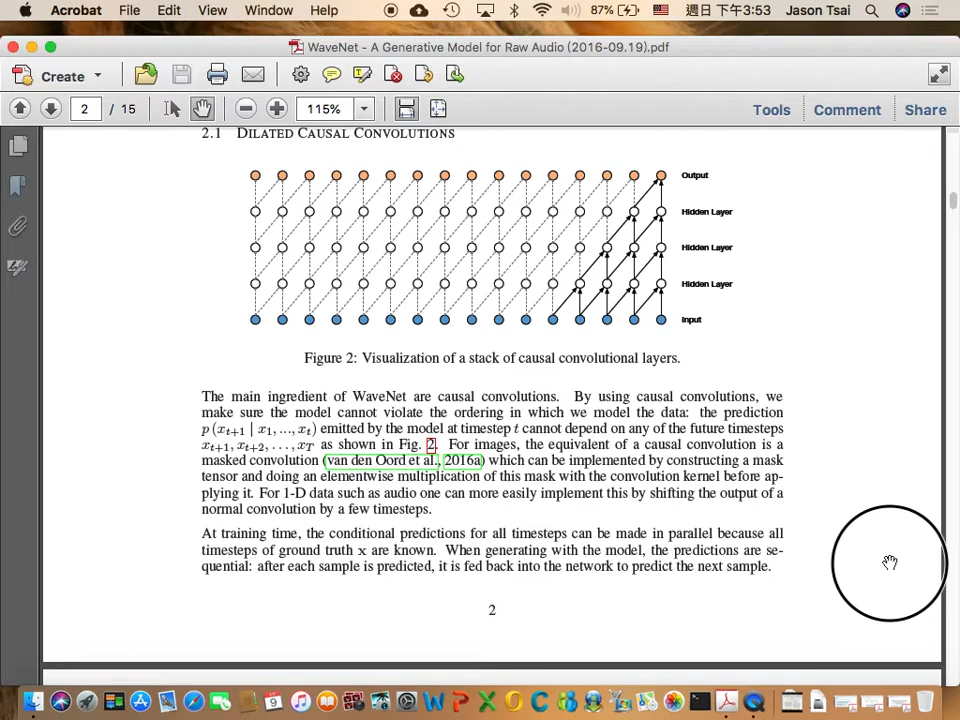 Acrobat File Edit View Window Help 87% 週日 下午3:53 Jason Tsai
WaveNet - A Generative Model for Raw Audio (2016-09.19).pdf
Create
2 / 15 115% Tools Comment Share
2.1 DILATED CAUSAL CONVOLUTIONS
Output
Hidden Layer
Hidden Layer
Hidden Layer
Input
Figure 2: Visualization of a stack of causal convolutional layers.
The main ingredient of WaveNet are causal convolutions. By using causal convolutions, we
make sure the model cannot violate the ordering in which we model the data: the prediction
p (x_{t+1} | x_1, ..., x_t) emitted by the model at timestep t cannot depend on any of the future timesteps
x_{t+1}, x_{t+2}, . . . , x_T as shown in Fig. 2. For images, the equivalent of a causal convolution is a
masked convolution (van den Oord et al., 2016a) which can be implemented by constructing a mask
tensor and doing an elementwise multiplication of this mask with the convolution kernel before ap-
plying it. For 1-D data such as audio one can more easily implement this by shifting the output of a
normal convolution by a few timesteps.
At training time, the conditional predictions for all timesteps can be made in parallel because all
timesteps of ground truth x are known. When generating with the model, the predictions are se-
quential: after each sample is predicted, it is fed back into the network to predict the next sample.
2